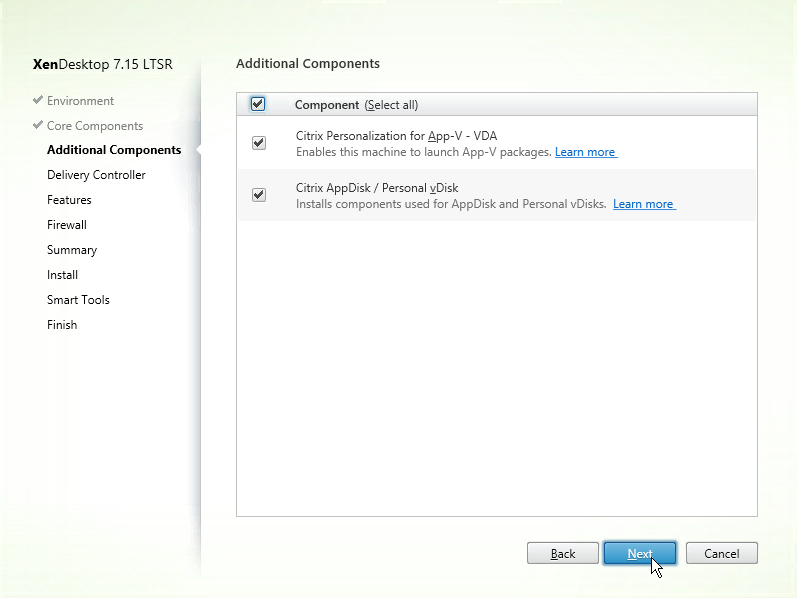 XenDesktop 7.15 LTSR
Environment
Core Components
Additional Components
Delivery Controller
Features
Firewall
Summary
Install
Smart Tools
Finish
Additional Components
Component (Select all)
Citrix Personalization for App-V - VDA
Enables this machine to launch App-V packages. Learn more
Citrix AppDisk / Personal vDisk
Installs components used for AppDisk and Personal vDisks. Learn more
Back Next Cancel